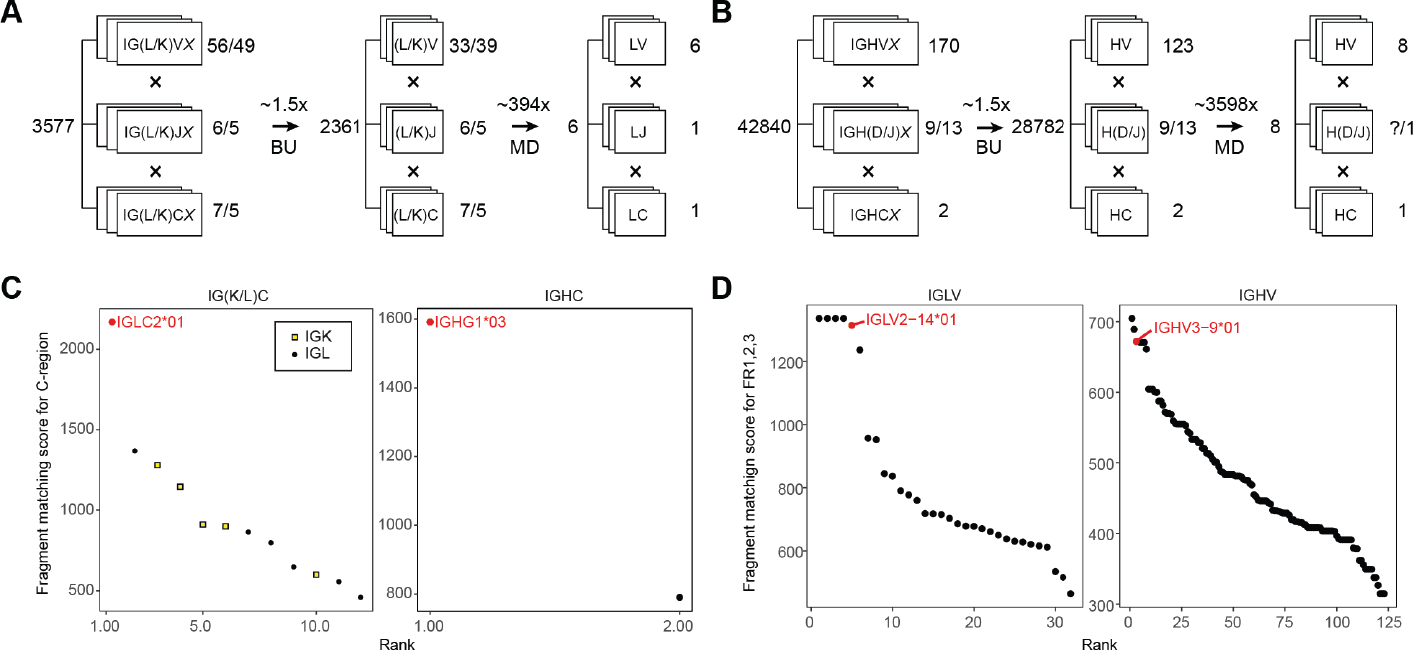 A
IG(L/K)VX 56/49
×
3577 IG(L/K)JX 6/5
×
IG(L/K)CX 7/5
~1.5x
BU
(L/K)V 33/39
×
2361 (L/K)J 6/5
×
(L/K)C 7/5
~394x
MD
LV 6
×
6 LJ 1
×
LC 1
B
IGHVX 170
×
42840 IGH(D/J)X 9/13
×
IGHCX 2
~1.5x
BU
HV 123
×
28782 H(D/J) 9/13
×
HC 2
~3598x
MD
HV 8
×
8 H(D/J) ?/1
×
HC 1
C
IG(K/L)C
Fragment matching score for C-region
2000
1500
1000
500
IGLC2*01
IGK
IGL
1.00 5.0 10.0
IGHC
1600
1400
1200
1000
800
IGHG1*03
1.00 2.00
Rank
D
IGLV
Fragment matchign score for FR1,2,3
1200
1000
800
600
IGLV2−14*01
0 10 20 30
IGHV
700
600
500
400
300
IGHV3−9*01
0 25 50 75 100 125
Rank